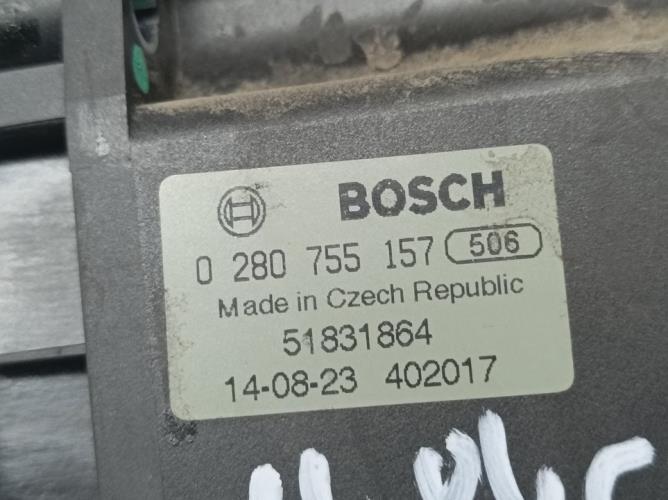 BOSCH
0 280 755 157 506
Made in Czech Republic
51831864
14-08-23 402017